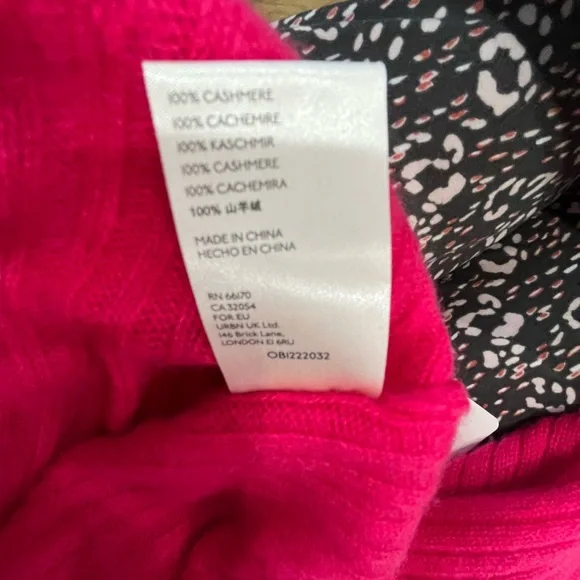 100% CASHMERE
100% CACHEMIRE
100% KASCHMIR
100% CASHMERE
100% CACHEMIRA
100% 山羊绒
MADE IN CHINA
HECHO EN CHINA
RN 66170
CA 32054
FOR EU
URBN UK Ltd.
146 Brick Lane,
LONDON E1 6RU
OB1222032